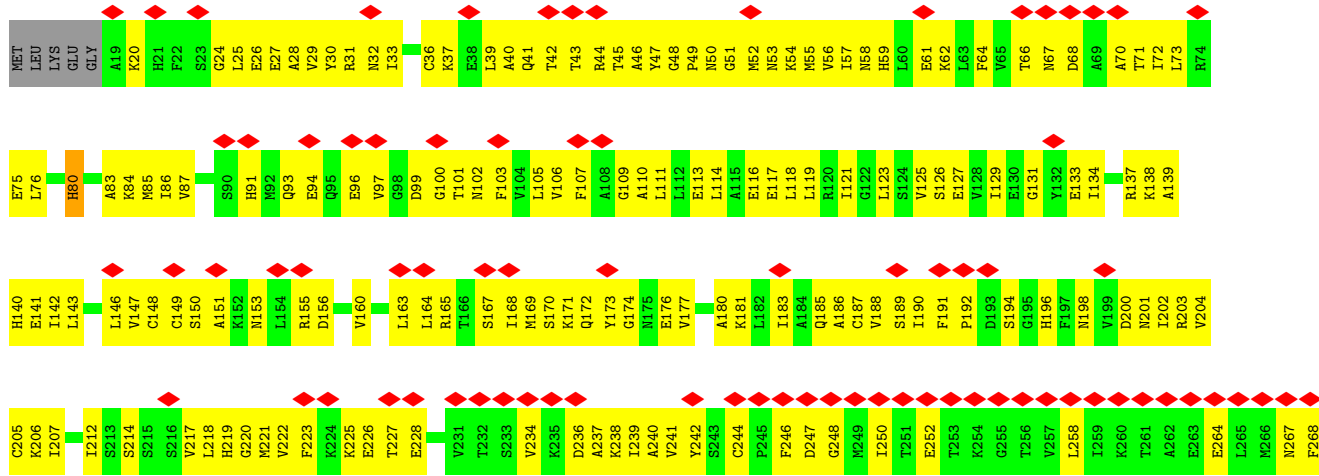 MET LEU LYS GLU GLY A19 K20 H21 F22 S23 G24 L25 E26 E27 A28 V29 Y30 R31 N32 I33 C36 K37 E38 L39 A40 Q41 T42 T43 R44 T45 A46 Y47 G48 P49 N50 G51 M52 N53 K54 M55 V56 I57 N58 H59 L60 E61 K62 L63 F64 V65 T66 N67 D68 A69 A70 T71 I72 L73 R74
E75 L76 H80 A83 K84 M85 I86 V87 S90 H91 M92 Q93 E94 Q95 E96 V97 G98 D99 G100 T101 N102 F103 V104 L105 V106 F107 A108 G109 A110 L111 L112 E113 L114 A115 E116 E117 L118 L119 R120 I121 G122 L123 S124 V125 S126 E127 V128 I129 E130 G131 Y132 E133 I134 R137 K138 A139
H140 E141 I142 L143 L146 V147 C148 C149 S150 A151 K152 N153 L154 R155 D156 V160 L163 L164 R165 T166 S167 I168 M169 S170 K171 Q172 Y173 G174 N175 E176 V177 A180 K181 L182 I183 A184 Q185 A186 C187 V188 S189 I190 F191 P192 D193 S194 G195 H196 F197 N198 V199 D200 N201 I202 R203 V204
C205 K206 I207 I212 S213 S214 S215 S216 V217 L218 H219 G220 M221 V222 F223 K224 K225 E226 T227 E228 V231 T232 S233 V234 K235 D236 A237 K238 I239 A240 V241 Y242 S243 C244 P245 F246 D247 G248 M249 I250 T251 E252 T253 K254 G255 T256 V257 L258 I259 K260 T261 A262 E263 E264 L265 M266 N267 F268